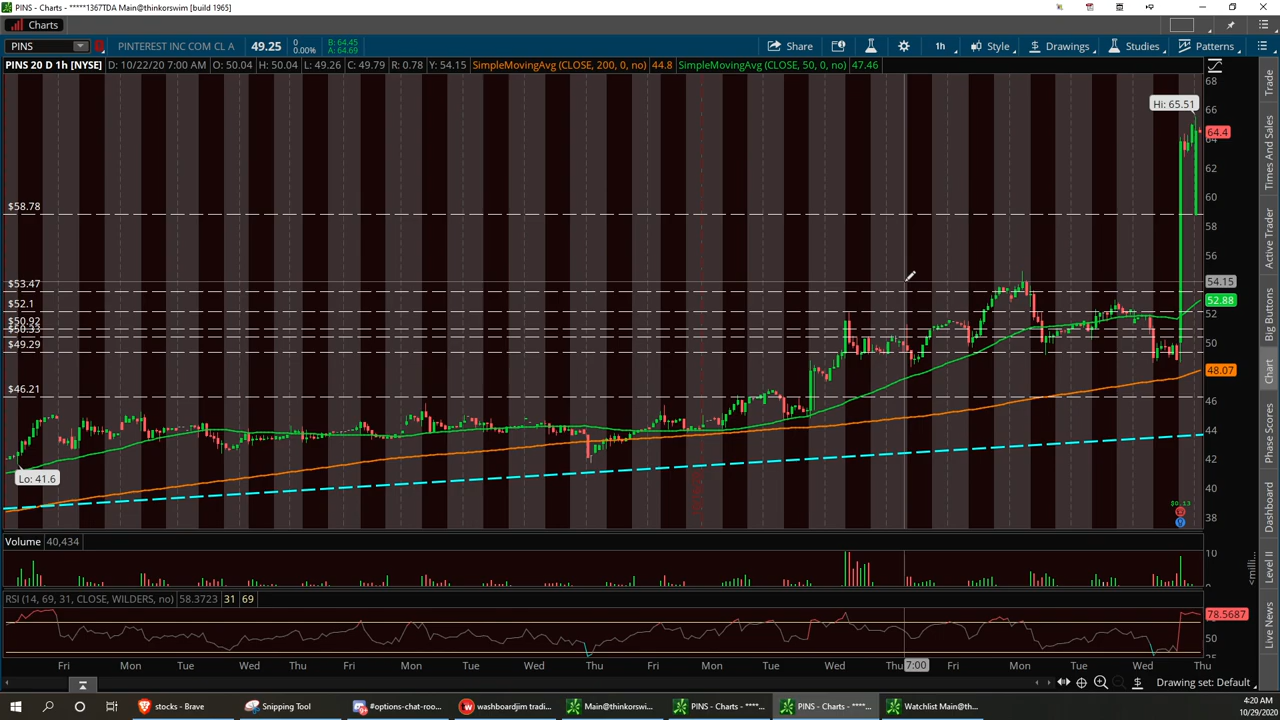 PINS - Charts - *****1367TDA Main@thinkorswim [build 1965]
Charts
PINS PINTEREST INC COM CL A 49.25 0 0.00% B: 64.45 A: 64.69 Share 1h Style Drawings Studies Patterns
PINS 20 D 1h [NYSE] D: 10/22/20 7:00 AM O: 50.04 H: 50.04 L: 49.26 C: 49.79 R: 0.78 Y: 54.15 SimpleMovingAvg (CLOSE, 200, 0, no) 44.8 SimpleMovingAvg (CLOSE, 50, 0, no) 47.46
68
Hi: 65.51
66
64.4
62
60
$58.78
58
56
$53.47
54.15
$52.1
52.88
52
$50.92
$50.33
50
$49.29
48.07
$46.21
46
44
42
Lo: 41.6
40
38
$0.13
Trade
Times And Sales
Active Trader
Big Buttons
Chart
Phase Scores
Dashboard
Level II
Live News
Volume 40,434
10
<milli...
RSI (14, 69, 31, CLOSE, WILDERS, no) 58.3723 31 69
78.5687
50
25
Fri Mon Tue Wed Thu Fri Mon Tue Wed Thu Fri Mon Tue Wed Thu 7:00 Fri Mon Tue Wed Thu
Drawing set: Default
stocks - Brave Snipping Tool #options-chat-roo... washboardjim tradi... Main@thinkorswim... PINS - Charts - ****... PINS - Charts - ****... Watchlist Main@th...
4:20 AM
10/29/2020